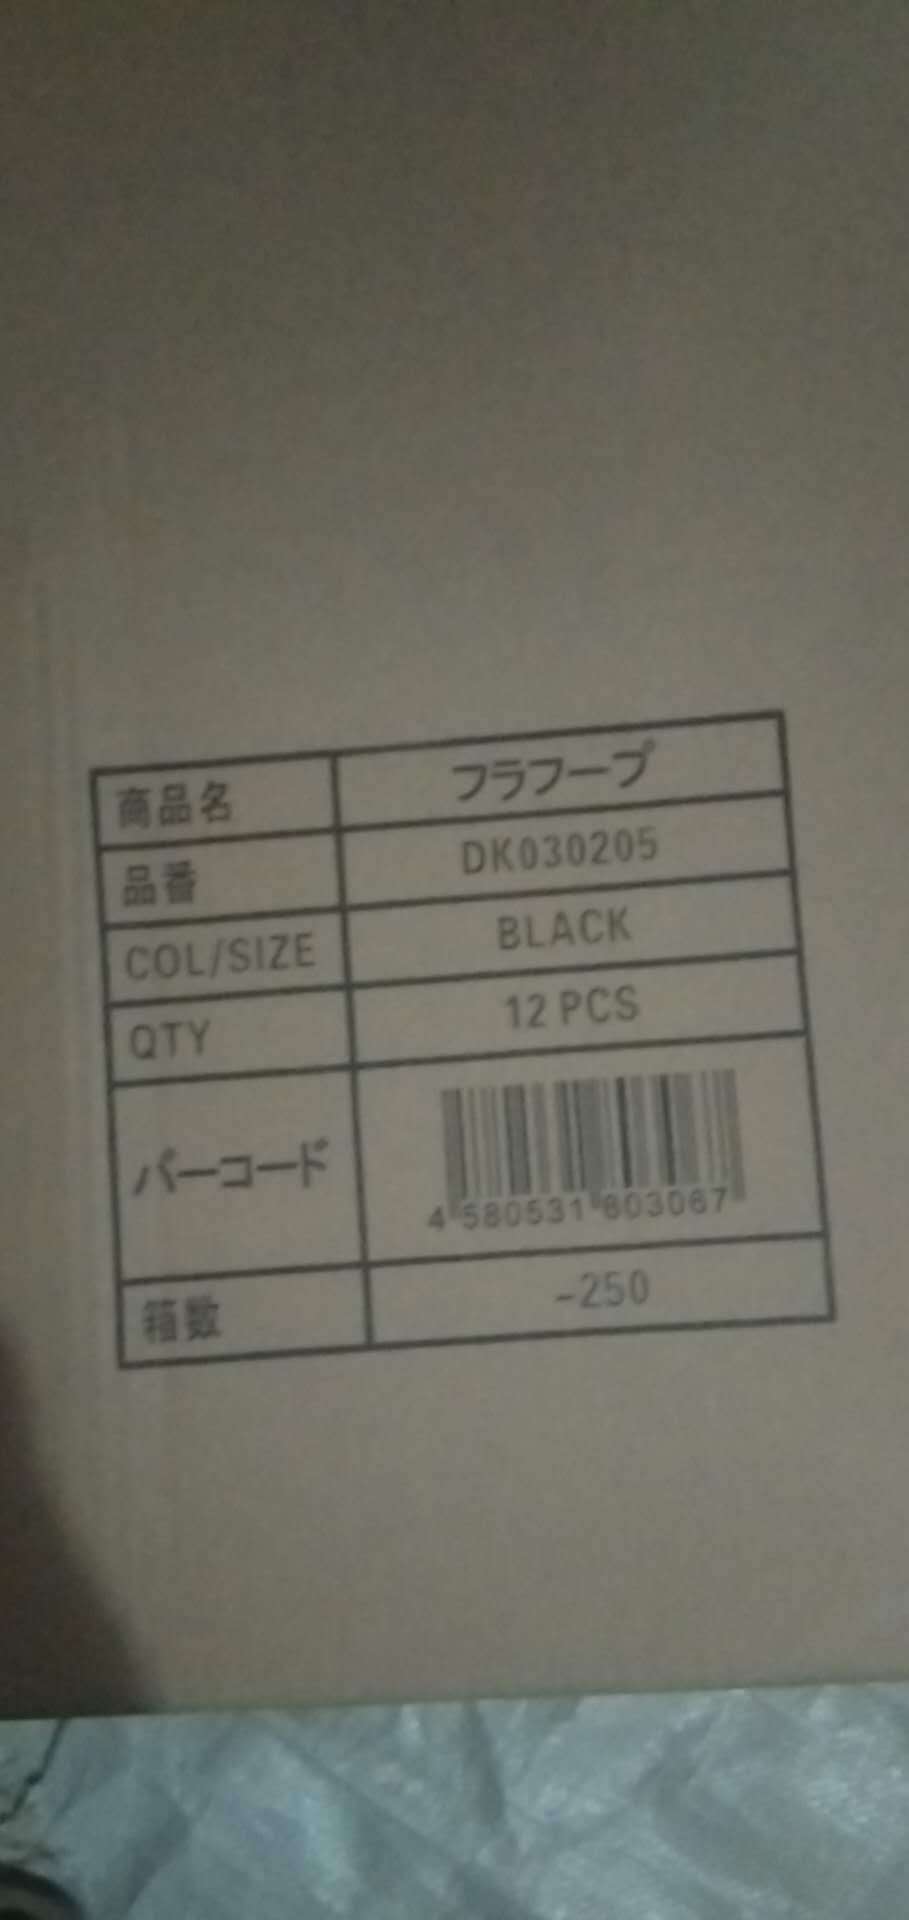 商品名 フラフープ
品番 DK030205
COL/SIZE BLACK
QTY 12 PCS
バーコード
4 580531 603067
箱数 -250